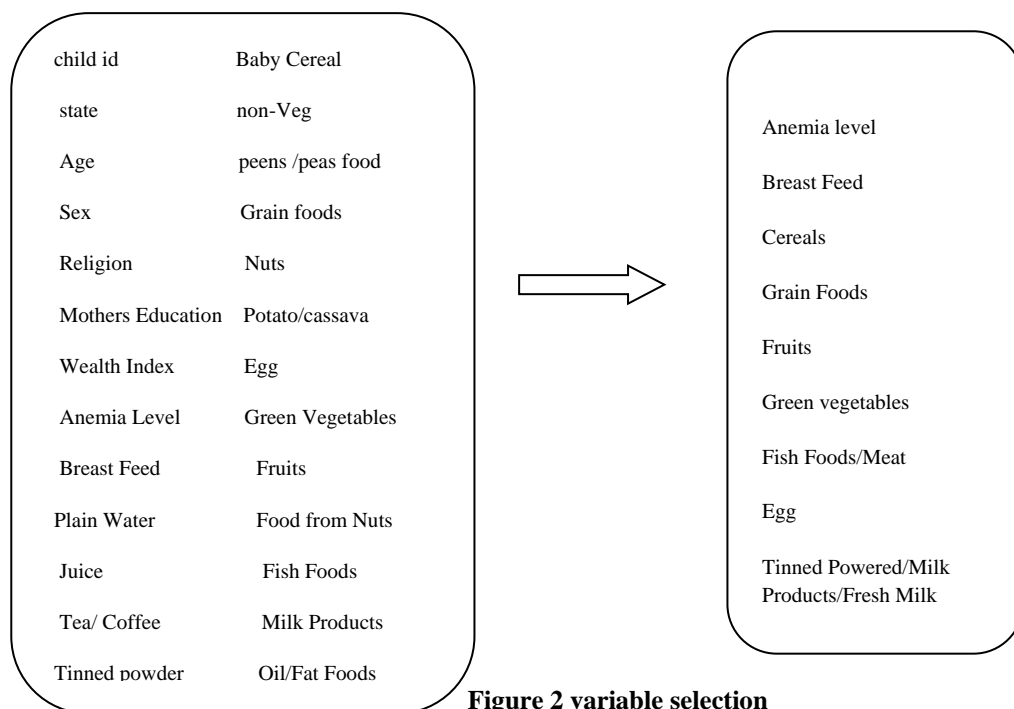 child id Baby Cereal
state non-Veg
Age peens /peas food
Sex Grain foods
Religion Nuts
Mothers Education Potato/cassava
Wealth Index Egg
Anemia Level Green Vegetables
Breast Feed Fruits
Plain Water Food from Nuts
Juice Fish Foods
Tea/ Coffee Milk Products
Tinned powder Oil/Fat Foods
Anemia level
Breast Feed
Cereals
Grain Foods
Fruits
Green vegetables
Fish Foods/Meat
Egg
Tinned Powered/Milk
Products/Fresh Milk
Figure 2 variable selection